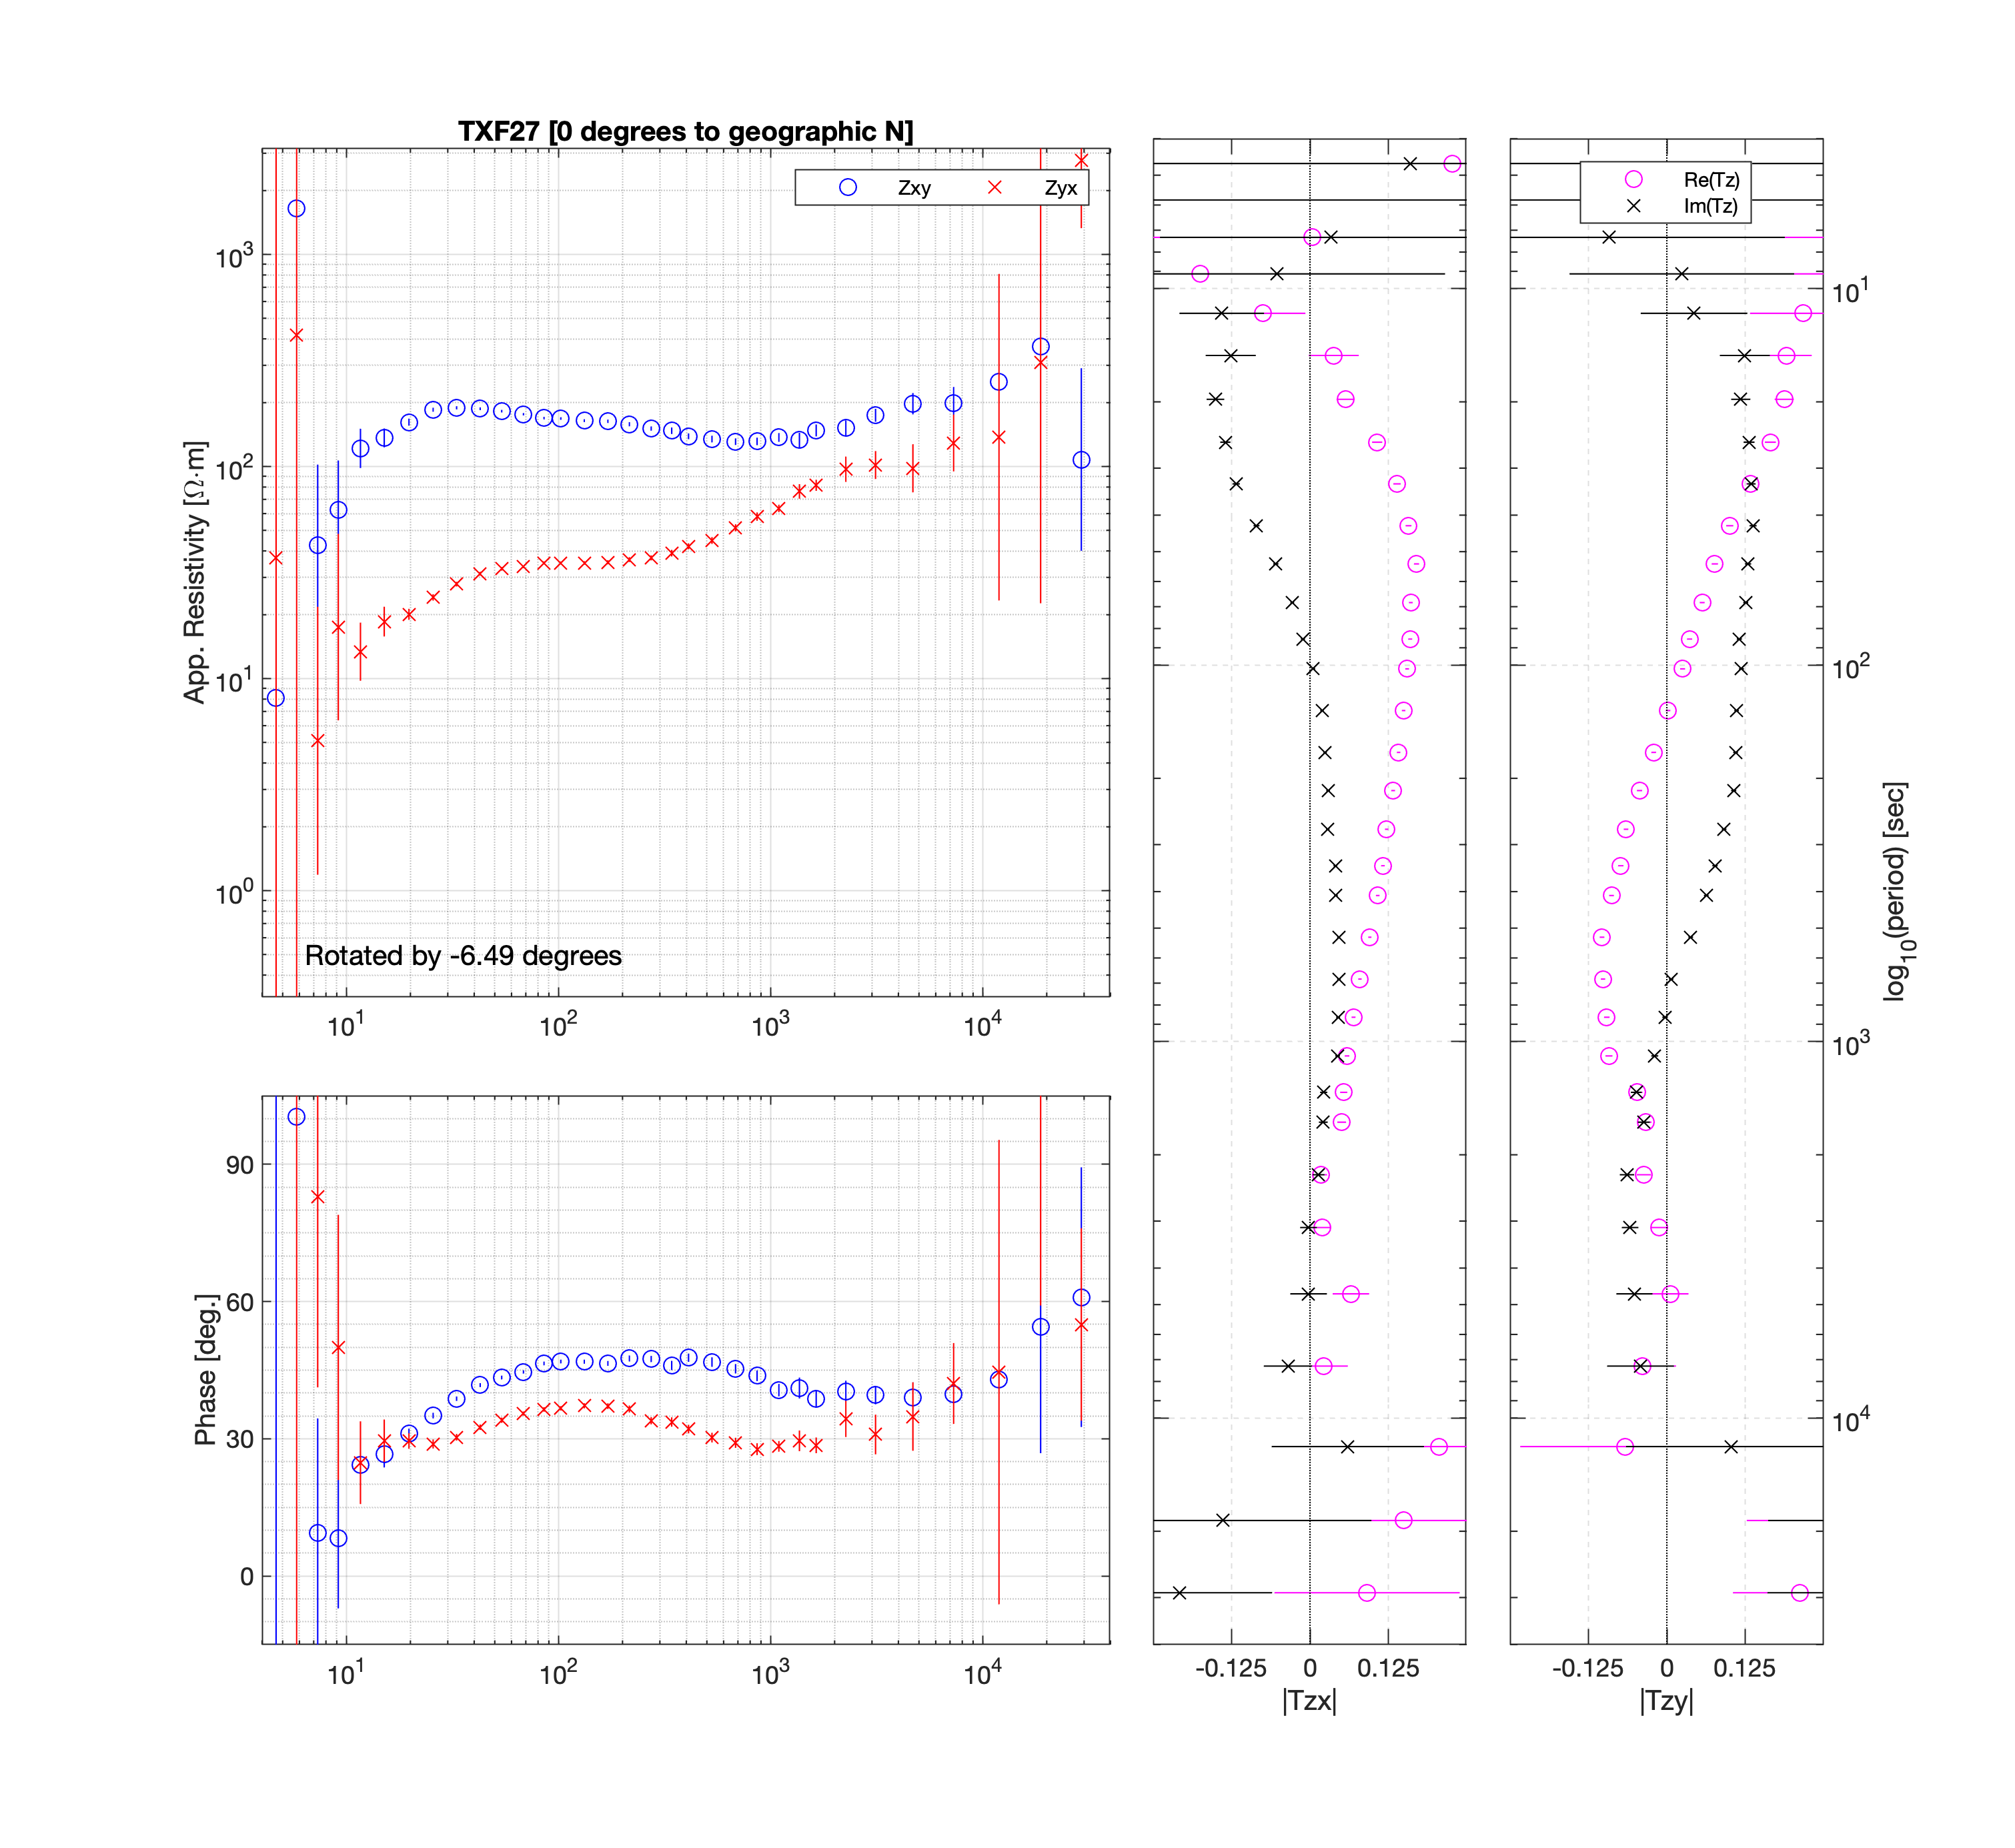 TXF27 [0 degrees to geographic N]
Zxy Zyx
App. Resistivity [Ω·m]
10³
10²
10¹
10⁰
Rotated by -6.49 degrees
10¹ 10² 10³ 10⁴
Phase [deg.]
90
60
30
0
10¹ 10² 10³ 10⁴
-0.125 0 0.125
|Tzx|
Re(Tz)
Im(Tz)
-0.125 0 0.125
|Tzy|
10¹
10²
10³
10⁴
log₁₀(period) [sec]